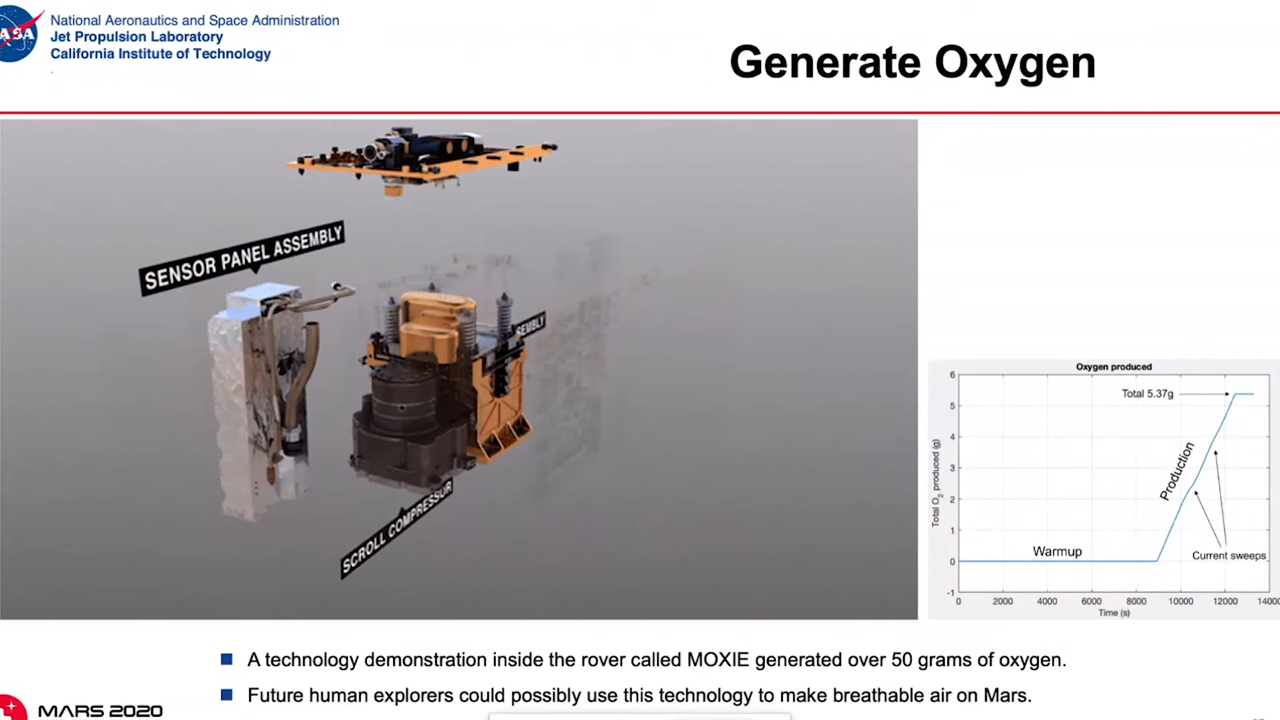 National Aeronautics and Space Administration
Jet Propulsion Laboratory
California Institute of Technology
Generate Oxygen
SENSOR PANEL ASSEMBLY
SEMBLY
SCROLL COMPRESSOR
Oxygen produced
Total O2 produced (g)
6
5
4
3
2
1
0
-1
Total 5.37g
Production
Warmup
Current sweeps
0 2000 4000 6000 8000 10000 12000 14000
Time (s)
A technology demonstration inside the rover called MOXIE generated over 50 grams of oxygen.
Future human explorers could possibly use this technology to make breathable air on Mars.
MARS 2020